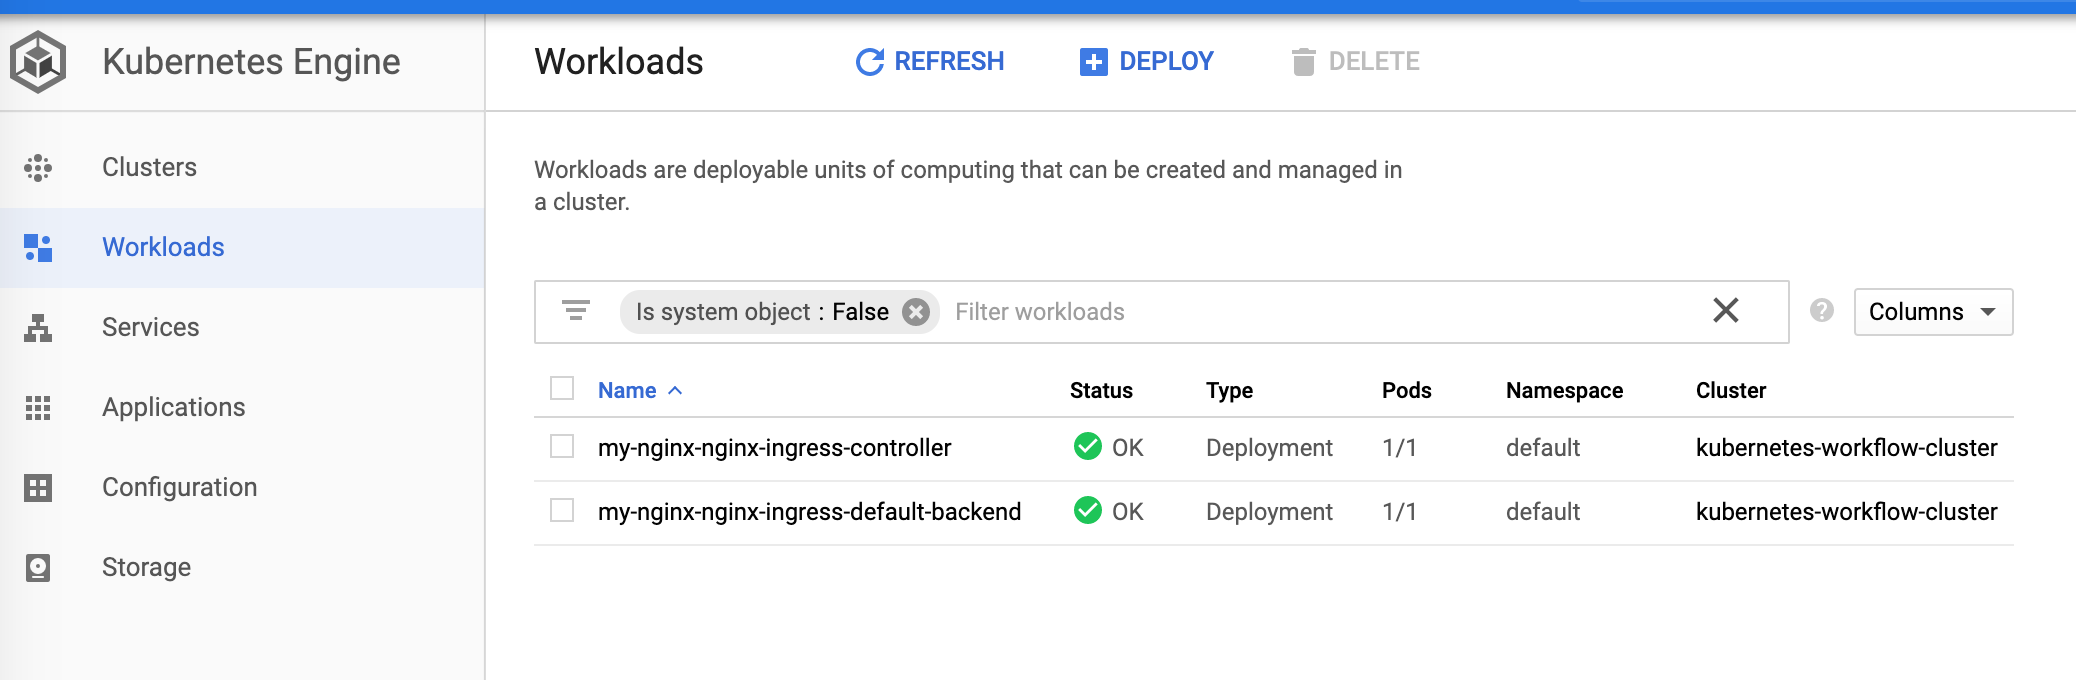 Kubernetes Engine
Workloads
REFRESH
DEPLOY
DELETE
Clusters
Workloads
Services
Applications
Configuration
Storage
Workloads are deployable units of computing that can be created and managed in
a cluster.
Is system object : False Filter workloads
Columns
Name Status Type Pods Namespace Cluster
my-nginx-nginx-ingress-controller OK Deployment 1/1 default kubernetes-workflow-cluster
my-nginx-nginx-ingress-default-backend OK Deployment 1/1 default kubernetes-workflow-cluster